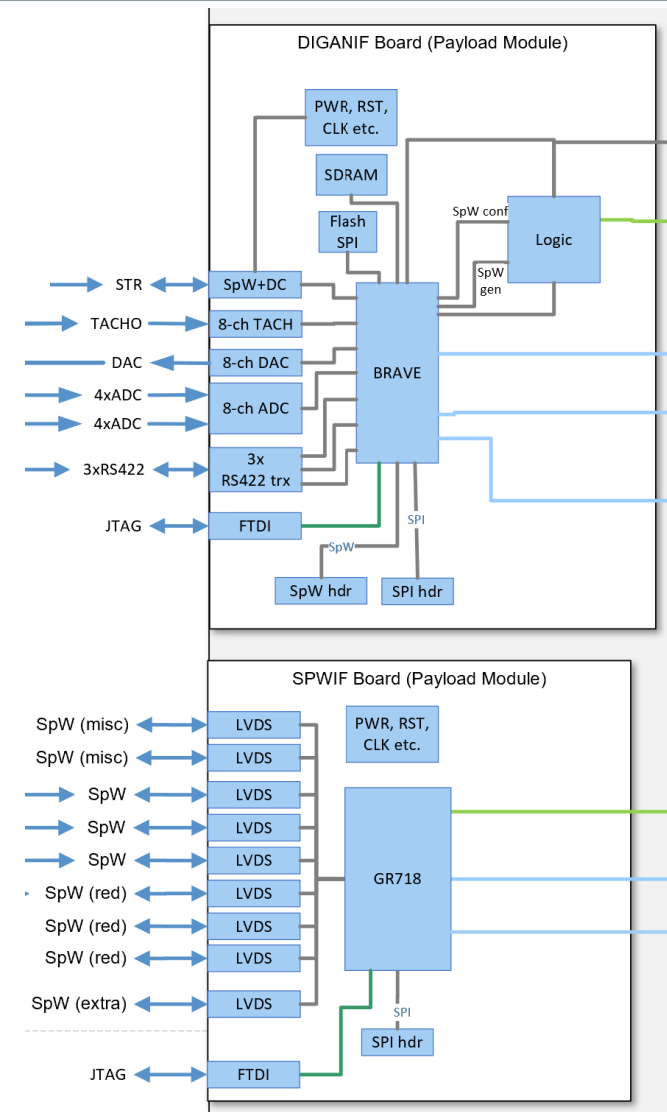 DIGANIF Board (Payload Module)
PWR, RST,
CLK etc.
SDRAM
Flash
SPI
SpW conf
Logic
SpW
gen
STR
SpW+DC
TACHO
8-ch TACH
DAC
8-ch DAC
BRAVE
4xADC
4xADC
8-ch ADC
3xRS422
3x
RS422 trx
JTAG
FTDI
SPI
SpW
SpW hdr
SPI hdr
SPWIF Board (Payload Module)
SpW (misc)
LVDS
PWR, RST,
CLK etc.
SpW (misc)
LVDS
SpW
LVDS
SpW
LVDS
SpW
LVDS
GR718
SpW (red)
LVDS
SpW (red)
LVDS
SpW (red)
LVDS
SpW (extra)
LVDS
SPI
SPI hdr
JTAG
FTDI